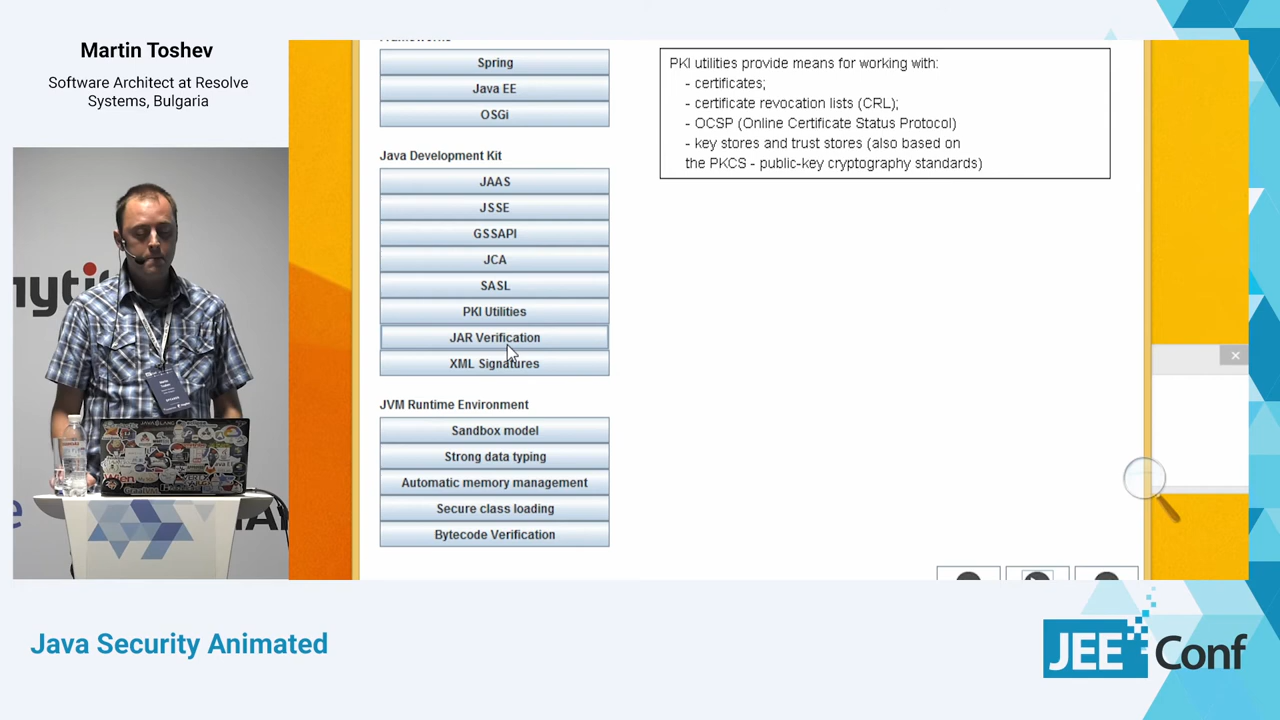 Martin Toshev
Software Architect at Resolve
Systems, Bulgaria
Spring
Java EE
OSGi
Java Development Kit
JAAS
JSSE
GSSAPI
JCA
SASL
PKI Utilities
JAR Verification
XML Signatures
JVM Runtime Environment
Sandbox model
Strong data typing
Automatic memory management
Secure class loading
Bytecode Verification
PKI utilities provide means for working with:
- certificates;
- certificate revocation lists (CRL);
- OCSP (Online Certificate Status Protocol)
- key stores and trust stores (also based on
the PKCS - public-key cryptography standards)
Java Security Animated
JEE Conf